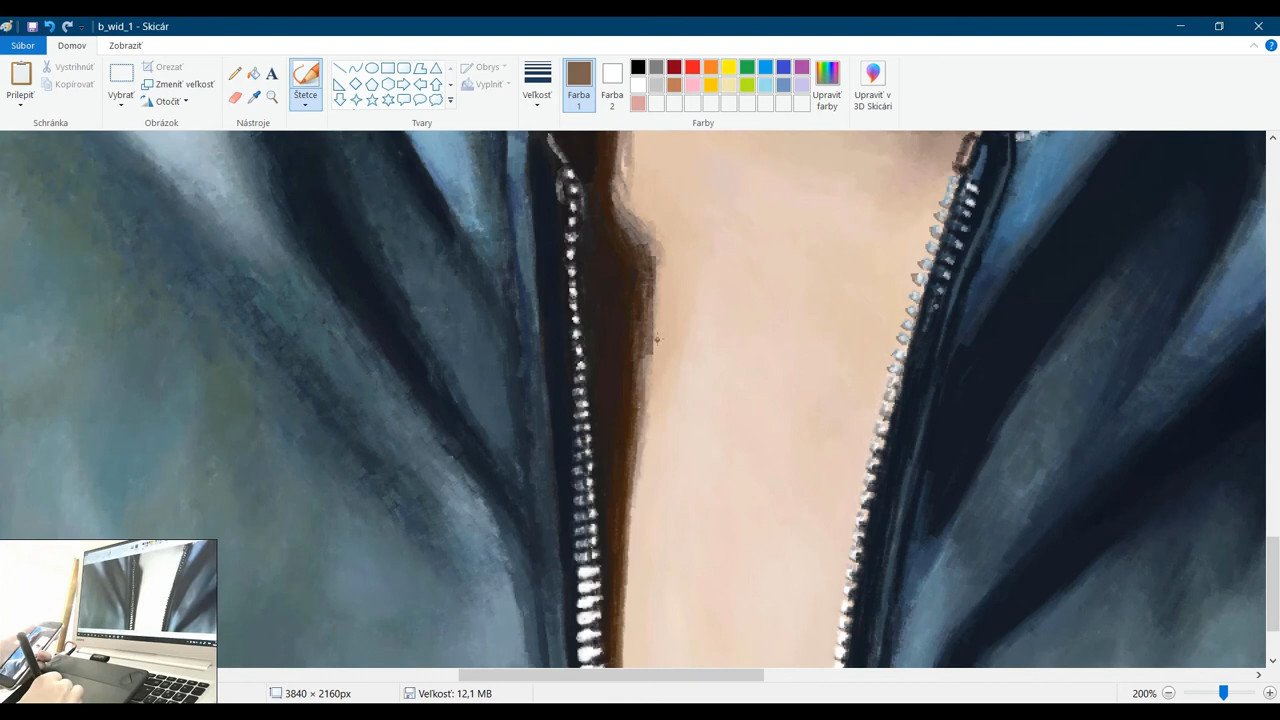 b_wid_1 - Skicár
Súbor
Domov
Zobraziť
Prilepiť
Vystrihnúť
Kopírovať
Schránka
Vybrať
Orezať
Zmeniť veľkosť
Otočiť
Obrázok
A
Nástroje
Štetce
Obrys
Vyplniť
Tvary
Veľkosť
Farba
1
Farba
2
Upraviť
farby
Upraviť v
3D Skicári
Farby
3840 × 2160px
Veľkosť: 12,1 MB
200%